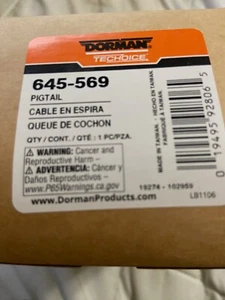 DORMAN
TECHOICE
645-569
PIGTAIL
CABLE EN ESPIRA
QUEUE DE COCHON
QTY / CONT. / QTÉ : 1 PC/PZA.
WARNING: Cancer and
Reproductive Harm –
ADVERTENCIA: Cáncer y
Daños Reproductivos –
www.P65Warnings.ca.gov
19274 - 102959
www.DormanProducts.com
LB1106
MADE IN TAIWAN - HECHO EN TAIWAN
FABRIQUÉ À TAIWAN
0 19495 92806 5